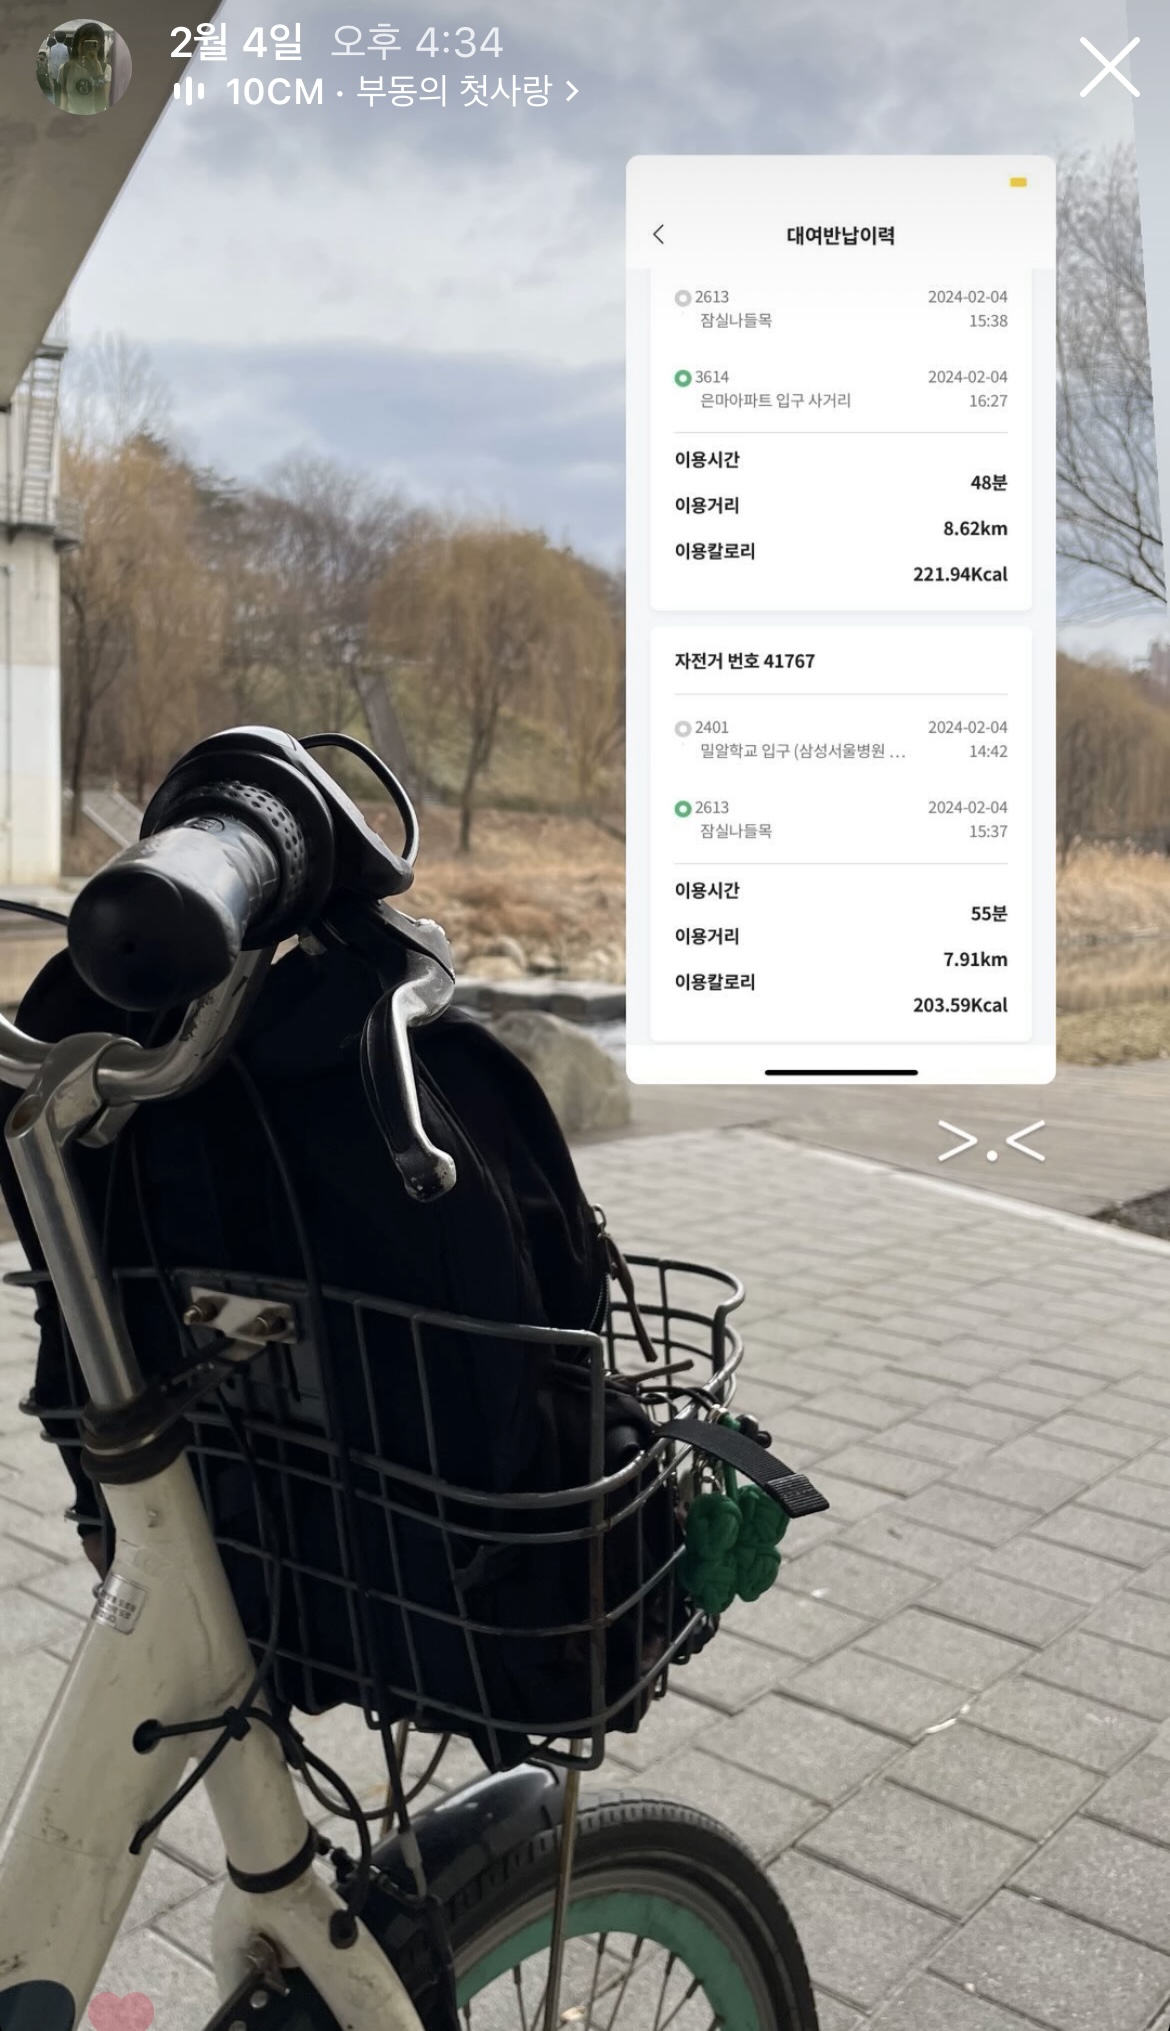 2월 4일 오후 4:34
10CM · 부동의 첫사랑 >
대여반납이력
2613 2024-02-04
잠실나들목 15:38
3614 2024-02-04
은마아파트 입구 사거리 16:27
이용시간
48분
이용거리
8.62km
이용칼로리
221.94Kcal
자전거 번호 41767
2401 2024-02-04
밀알학교 입구 (삼성서울병원 ...
14:42
2613 2024-02-04
잠실나들목 15:37
이용시간
55분
이용거리
7.91km
이용칼로리
203.59Kcal
>.<